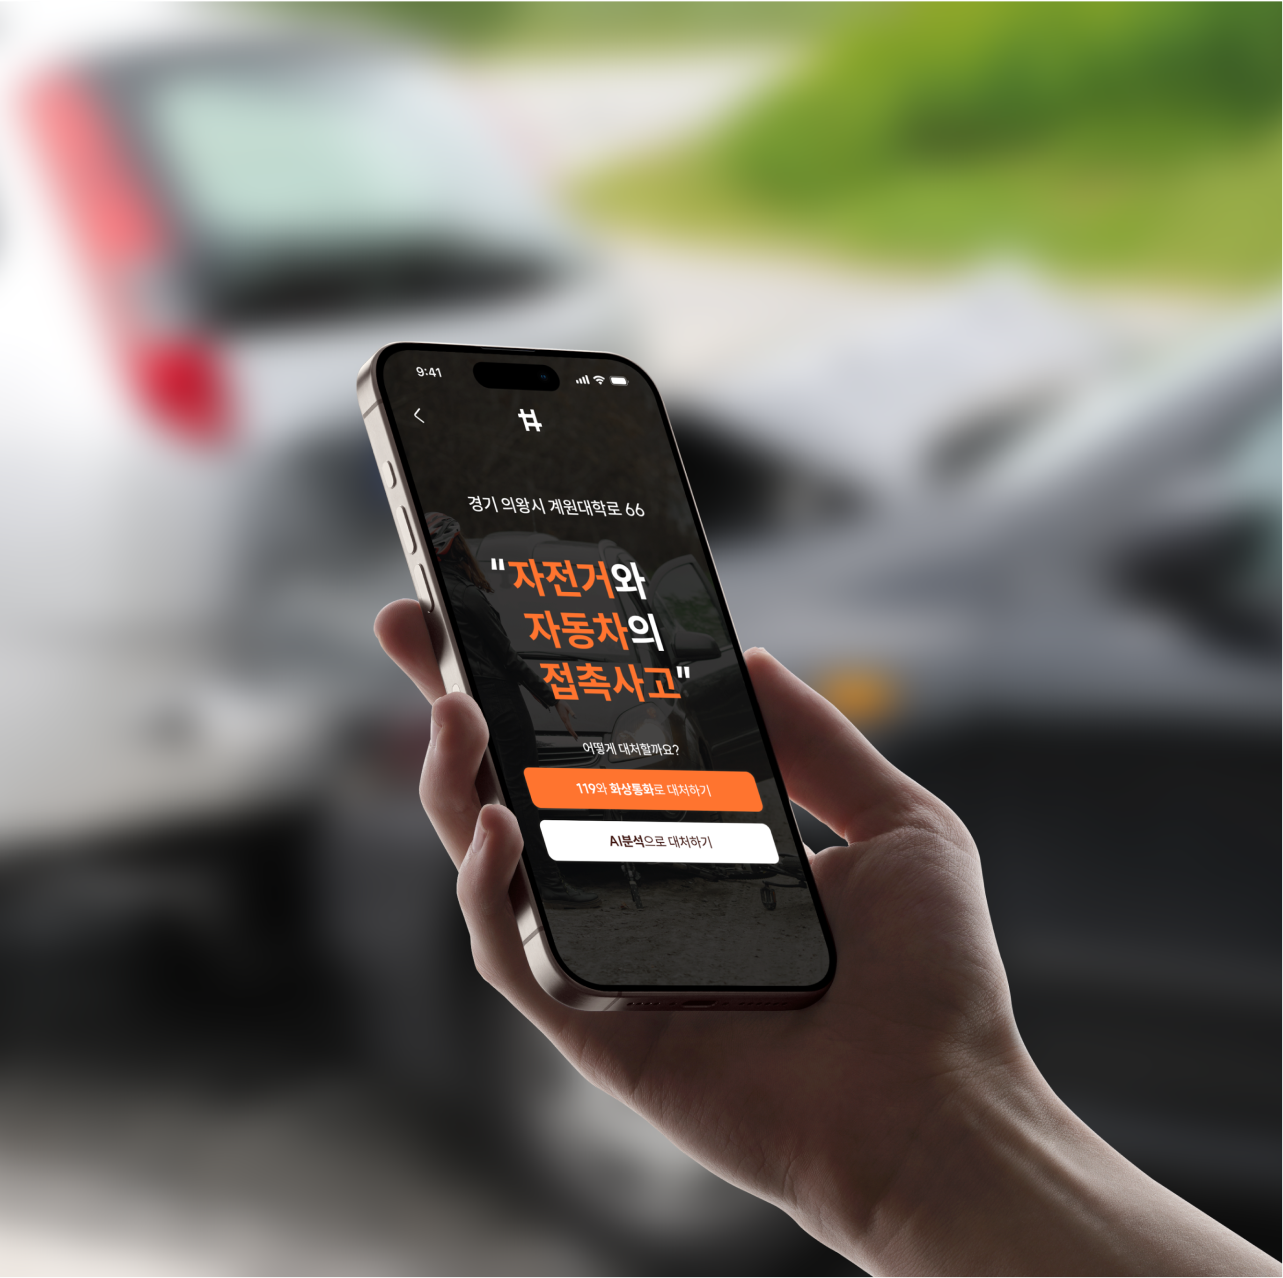 9:41
경기 의왕시 계원대학로 66
"자전거와
자동차의
접촉사고"
어떻게 대처할까요?
119와 화상통화로 대처하기
AI분석으로 대처하기